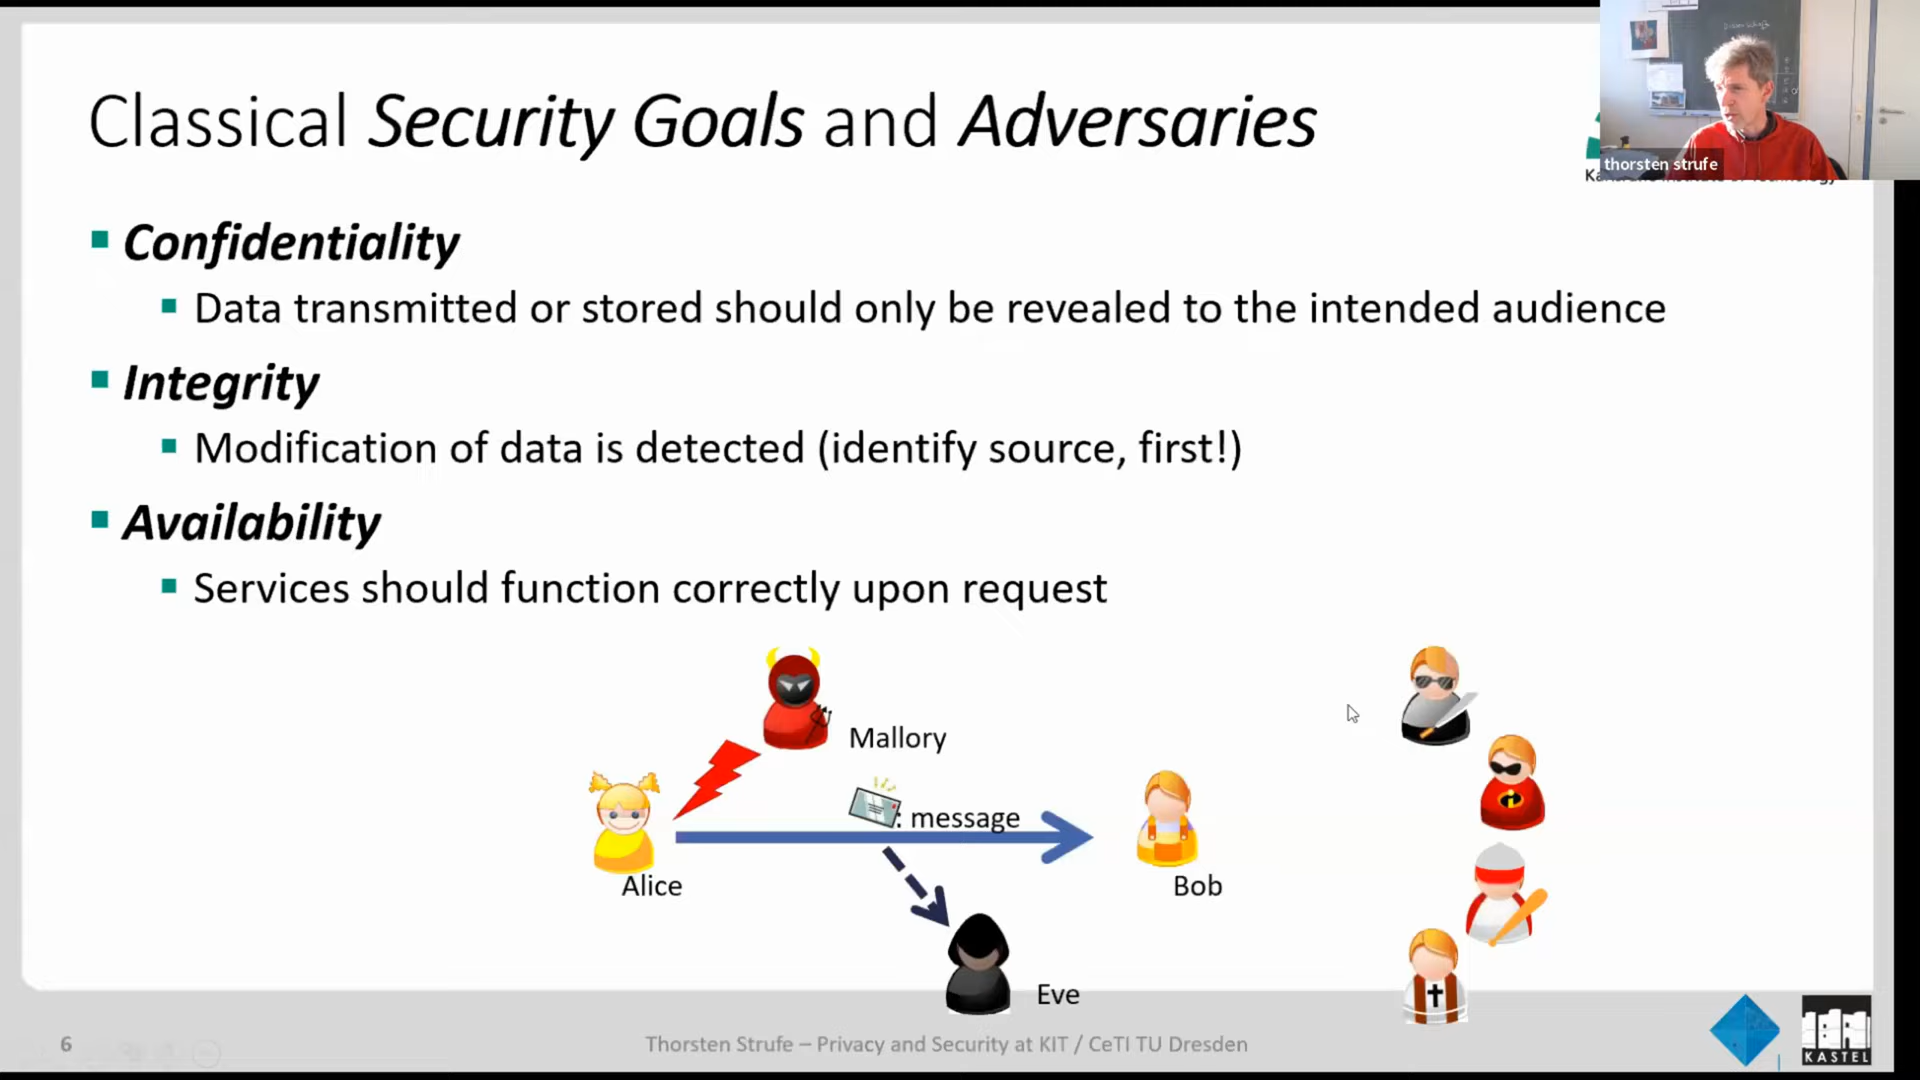 Classical Security Goals and Adversaries
thorsten strufe
Confidentiality
Data transmitted or stored should only be revealed to the intended audience
Integrity
Modification of data is detected (identify source, first!)
Availability
Services should function correctly upon request
Mallory
: message
Alice
Bob
Eve
6
Thorsten Strufe – Privacy and Security at KIT / CeTI TU Dresden
KASTEL